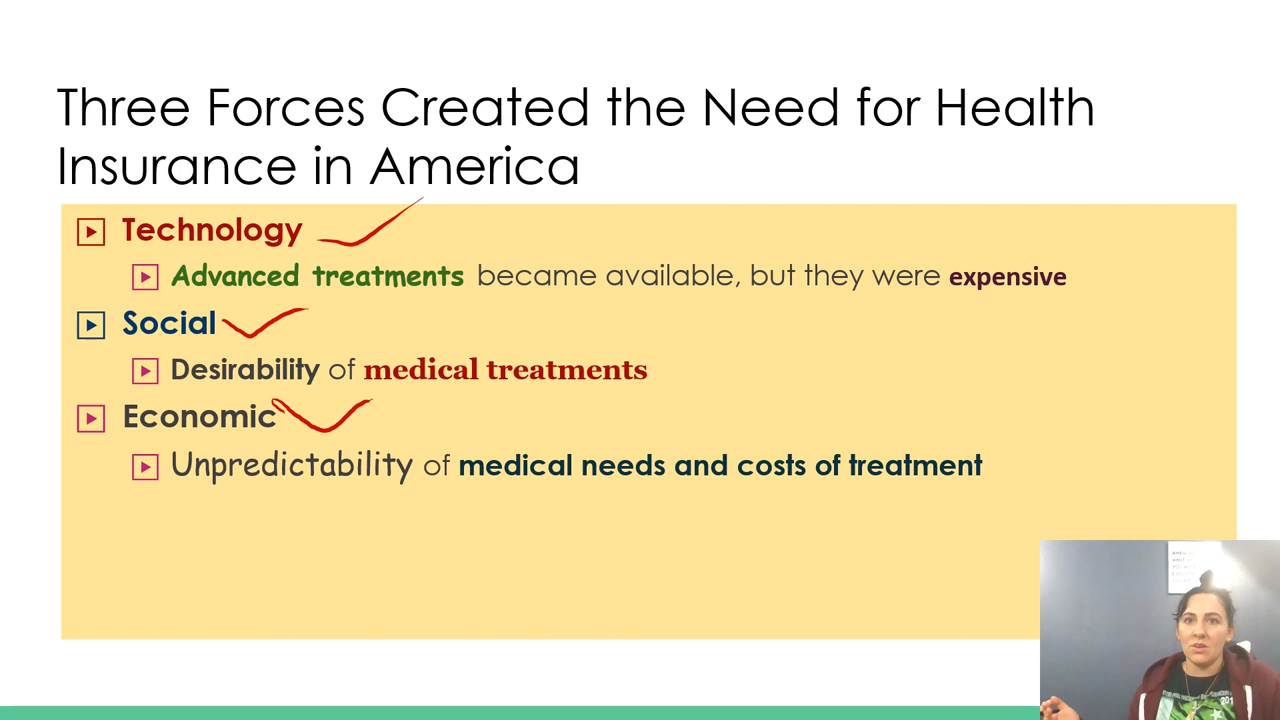 Three Forces Created the Need for Health
Insurance in America
Technology
Advanced treatments became available, but they were expensive
Social
Desirability of medical treatments
Economic
Unpredictability of medical needs and costs of treatment
201